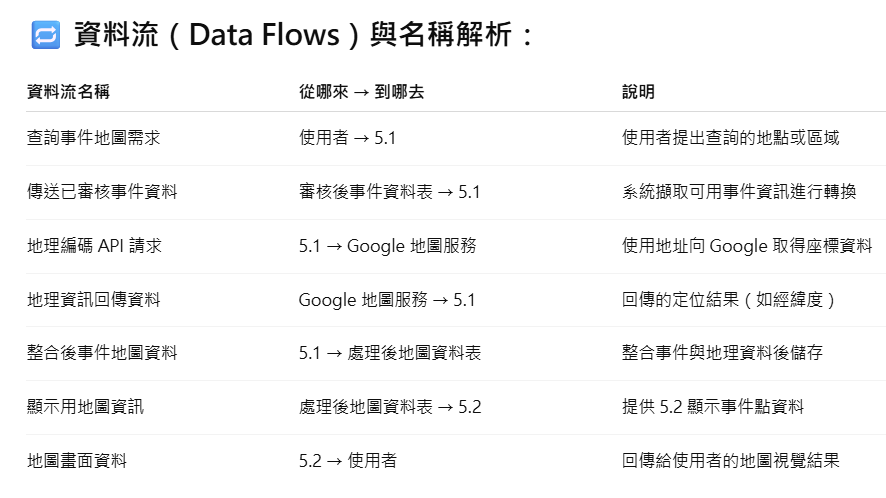 🔁 資料流（Data Flows）與名稱解析：
資料流名稱 從哪來 → 到哪去 說明
查詢事件地圖需求 使用者 → 5.1 使用者提出查詢的地點或區域
傳送已審核事件資料 審核後事件資料表 → 5.1 系統擷取可用事件資訊進行轉換
地理編碼 API 請求 5.1 → Google 地圖服務 使用地址向 Google 取得座標資料
地理資訊回傳資料 Google 地圖服務 → 5.1 回傳的定位結果（如經緯度）
整合後事件地圖資料 5.1 → 處理後地圖資料表 整合事件與地理資料後儲存
顯示用地圖資訊 處理後地圖資料表 → 5.2 提供 5.2 顯示事件點資料
地圖畫面資料 5.2 → 使用者 回傳給使用者的地圖視覺結果